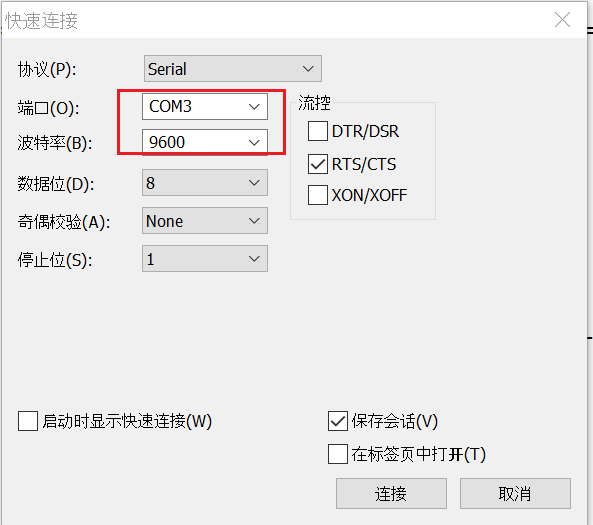 快速连接
协议(P): Serial
端口(O): COM3
流控
DTR/DSR
波特率(B): 9600
RTS/CTS
数据位(D): 8
XON/XOFF
奇偶校验(A): None
停止位(S): 1
启动时显示快速连接(W)
保存会话(V)
在标签页中打开(T)
连接
取消